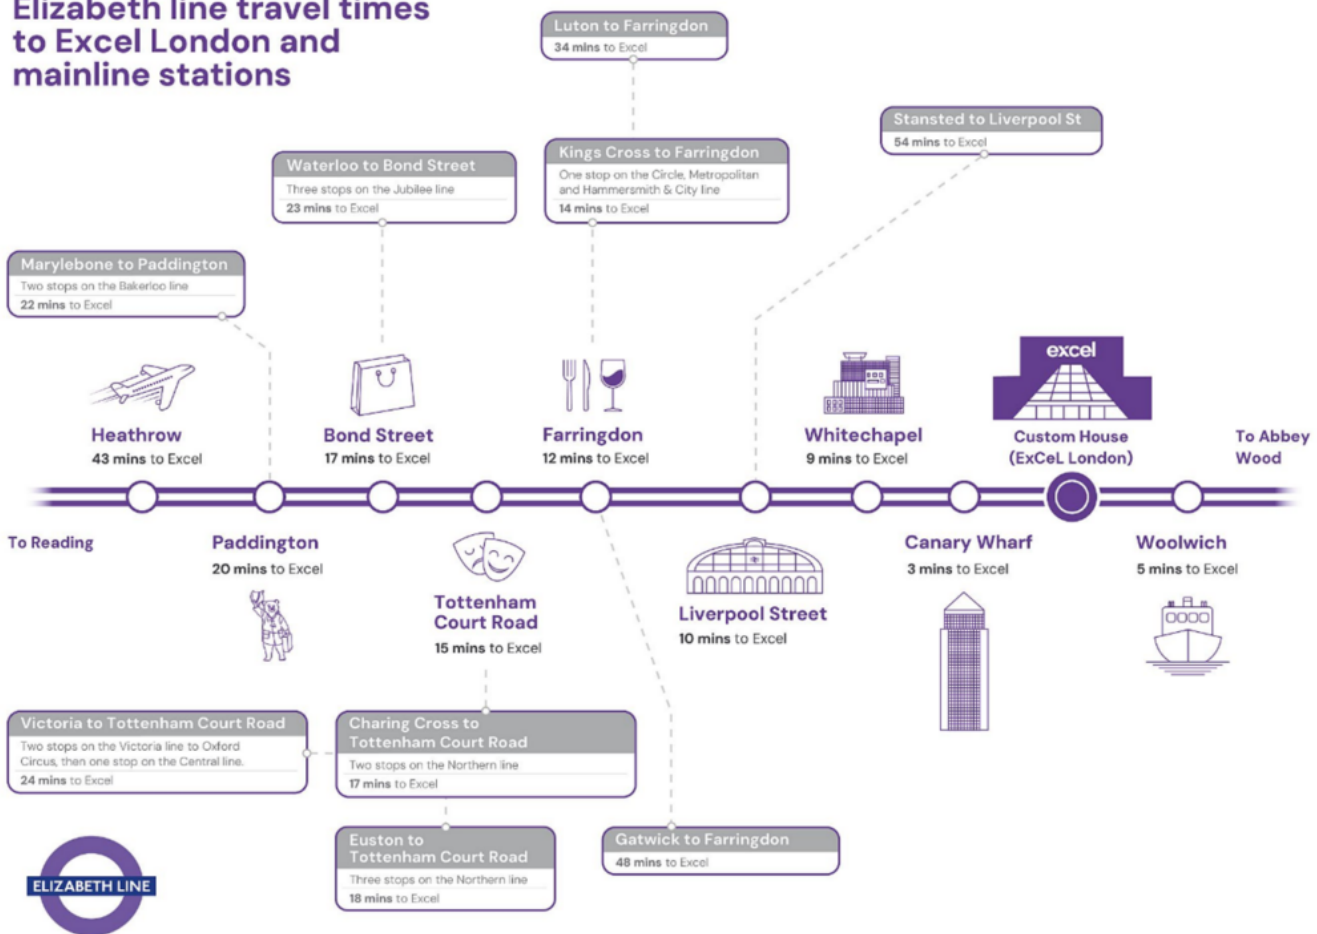 Elizabeth line travel times
to Excel London and
mainline stations
Luton to Farringdon
34 mins to Excel
Stansted to Liverpool St
54 mins to Excel
Kings Cross to Farringdon
One stop on the Circle, Metropolitan
and Hammersmith & City line
14 mins to Excel
Waterloo to Bond Street
Three stops on the Jubilee line
23 mins to Excel
Marylebone to Paddington
Two stops on the Bakerloo line
22 mins to Excel
excel
Heathrow
43 mins to Excel
Bond Street
17 mins to Excel
Farringdon
12 mins to Excel
Whitechapel
9 mins to Excel
Custom House
(ExCeL London)
To Abbey
Wood
To Reading
Paddington
20 mins to Excel
Tottenham
Court Road
15 mins to Excel
Liverpool Street
10 mins to Excel
Canary Wharf
3 mins to Excel
Woolwich
5 mins to Excel
Victoria to Tottenham Court Road
Two stops on the Victoria line to Oxford
Circus, then one stop on the Central line.
24 mins to Excel
Charing Cross to
Tottenham Court Road
Two stops on the Northern line
17 mins to Excel
Euston to
Tottenham Court Road
Three stops on the Northern line
18 mins to Excel
Gatwick to Farringdon
48 mins to Excel
ELIZABETH LINE